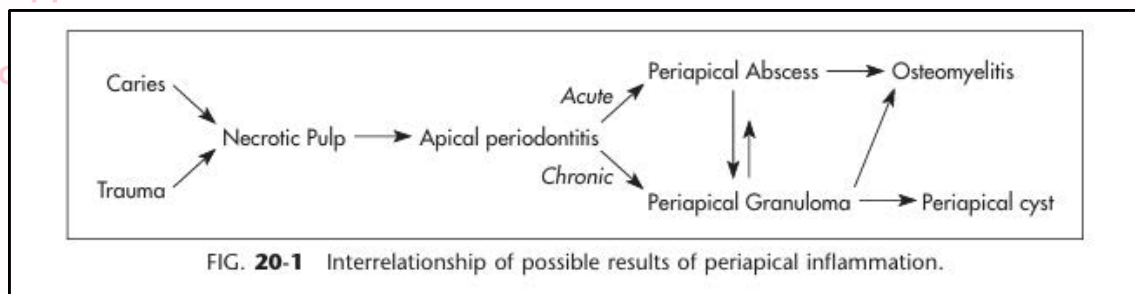 Caries
Trauma
Necrotic Pulp
Apical periodontitis
Acute
Chronic
Periapical Abscess
Osteomyelitis
Periapical Granuloma
Periapical cyst
FIG. 20-1 Interrelationship of possible results of periapical inflammation.